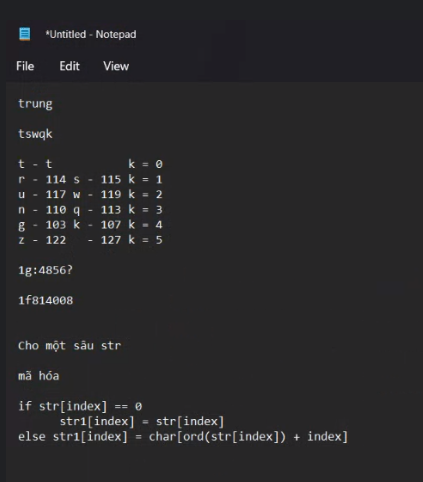 *Untitled - Notepad
File Edit View
trung
tswqk
t - t k = 0
r - 114 s - 115 k = 1
u - 117 w - 119 k = 2
n - 110 q - 113 k = 3
g - 103 k - 107 k = 4
z - 122 - 127 k = 5
1g:4856?
1f814008
Cho một sâu str
mã hóa
if str[index] == 0
str1[index] = str[index]
else str1[index] = char[ord(str[index]) + index]